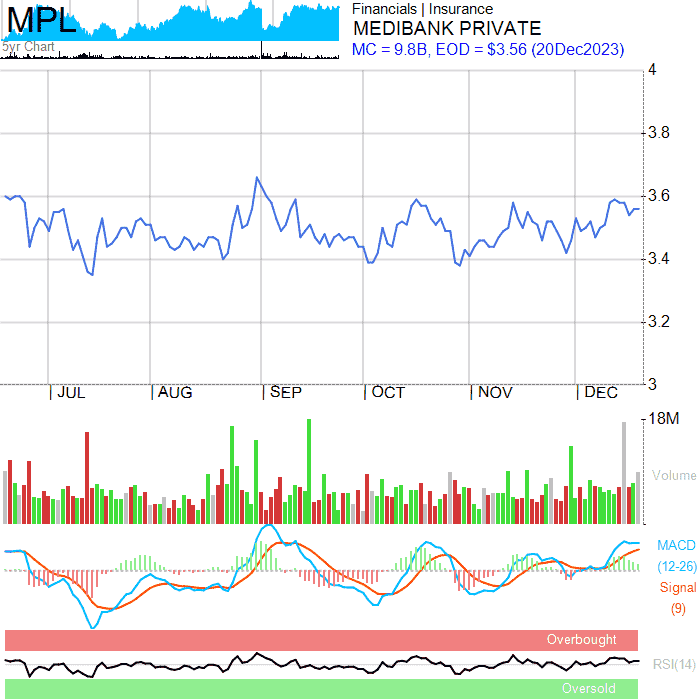 MPL
5yr Chart
Financials | Insurance
MEDIBANK PRIVATE
MC = 9.8B, EOD = $3.56 (20Dec2023)
4
3.8
3.6
3.4
3.2
3
| JUL | AUG | SEP | OCT | NOV | DEC
18M
Volume
MACD
(12-26)
Signal
(9)
Overbought
RSI(14)
Oversold